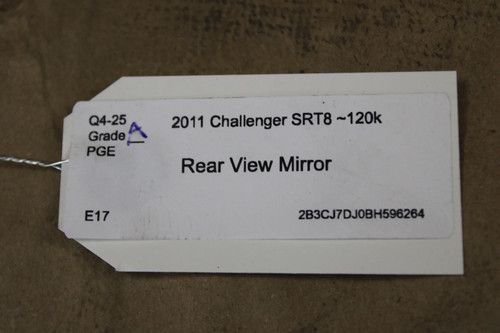 Q4-25 2011 Challenger SRT8 ~120k
Grade A
PGE
Rear View Mirror
E17 2B3CJ7DJ0BH596264